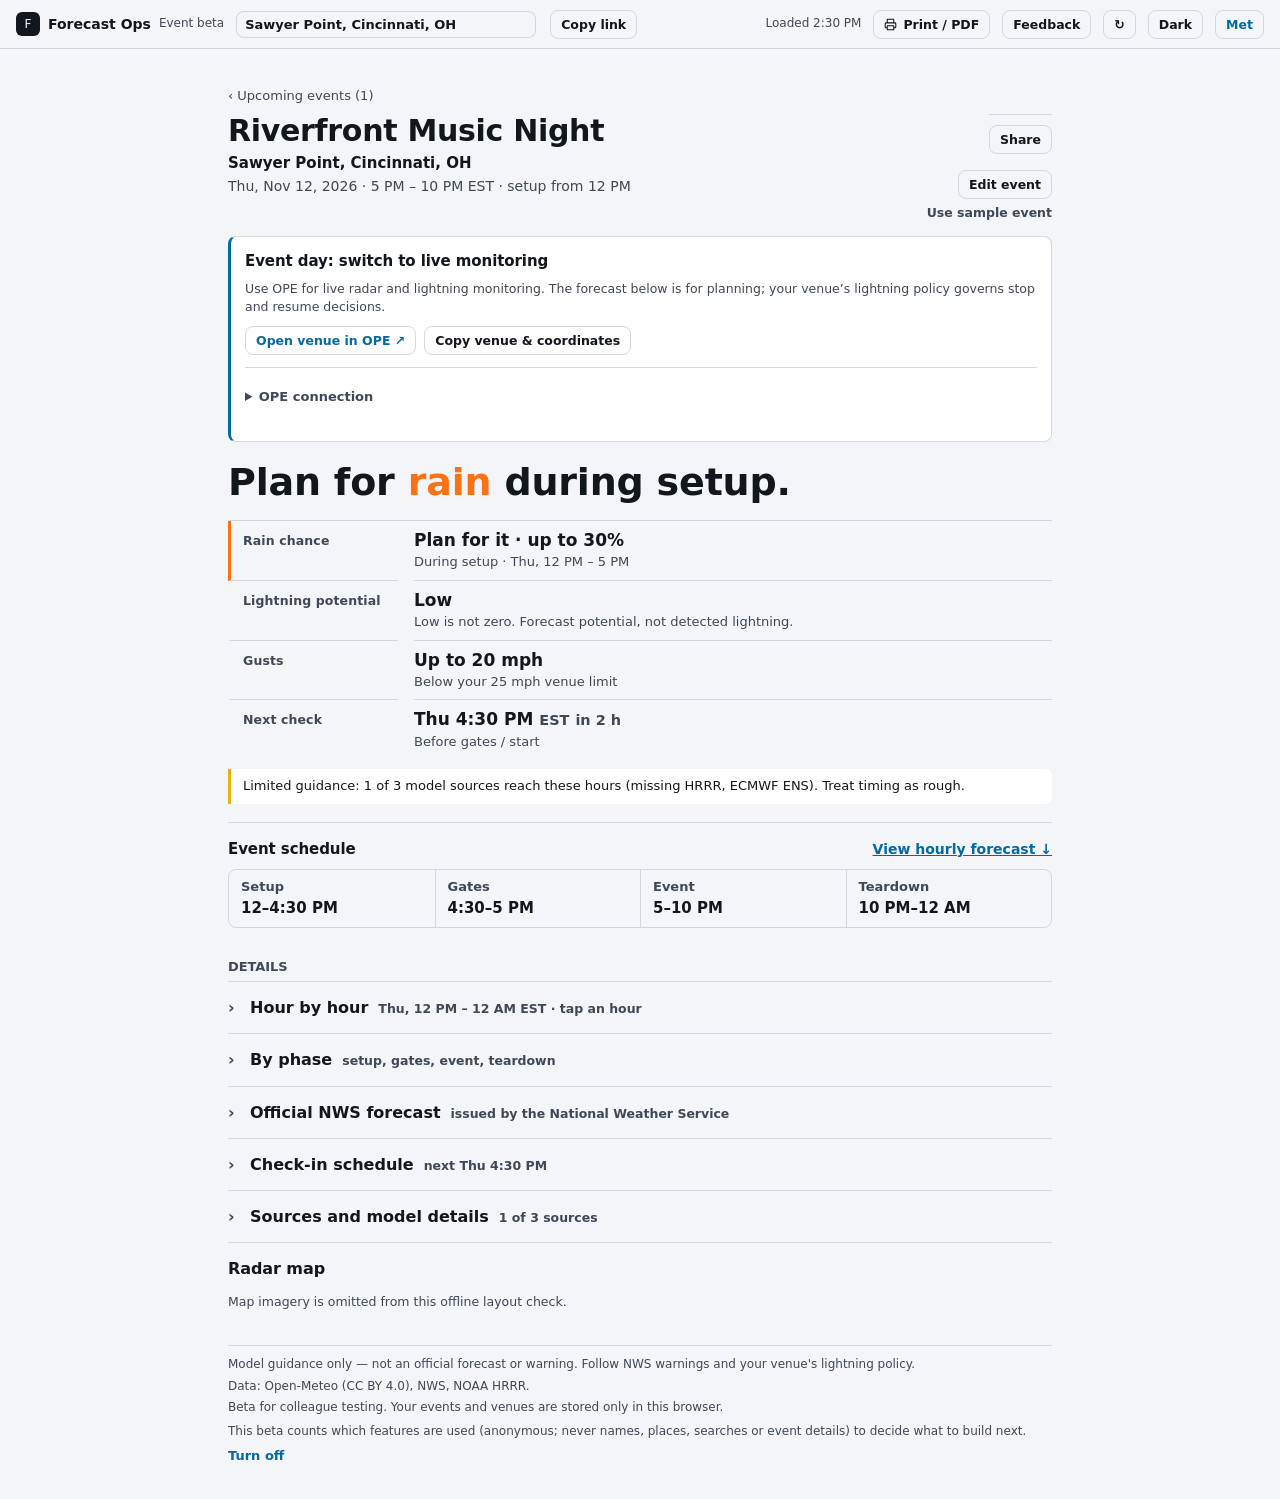 F Forecast Ops Event beta Sawyer Point, Cincinnati, OH Copy link Loaded 2:30 PM Print / PDF Feedback ↻ Dark Met
‹ Upcoming events (1)
Riverfront Music Night
Sawyer Point, Cincinnati, OH
Thu, Nov 12, 2026 · 5 PM – 10 PM EST · setup from 12 PM
Share
Edit event
Use sample event
Event day: switch to live monitoring
Use OPE for live radar and lightning monitoring. The forecast below is for planning; your venue’s lightning policy governs stop
and resume decisions.
Open venue in OPE ↗ Copy venue & coordinates
▶ OPE connection
Plan for rain during setup.
Rain chance Plan for it · up to 30%
During setup · Thu, 12 PM – 5 PM
Lightning potential Low
Low is not zero. Forecast potential, not detected lightning.
Gusts Up to 20 mph
Below your 25 mph venue limit
Next check Thu 4:30 PM EST in 2 h
Before gates / start
Limited guidance: 1 of 3 model sources reach these hours (missing HRRR, ECMWF ENS). Treat timing as rough.
Event schedule View hourly forecast ↓
Setup Gates Event Teardown
12–4:30 PM 4:30–5 PM 5–10 PM 10 PM–12 AM
DETAILS
› Hour by hour Thu, 12 PM – 12 AM EST · tap an hour
› By phase setup, gates, event, teardown
› Official NWS forecast issued by the National Weather Service
› Check-in schedule next Thu 4:30 PM
› Sources and model details 1 of 3 sources
Radar map
Map imagery is omitted from this offline layout check.
Model guidance only — not an official forecast or warning. Follow NWS warnings and your venue's lightning policy.
Data: Open-Meteo (CC BY 4.0), NWS, NOAA HRRR.
Beta for colleague testing. Your events and venues are stored only in this browser.
This beta counts which features are used (anonymous; never names, places, searches or event details) to decide what to build next.
Turn off